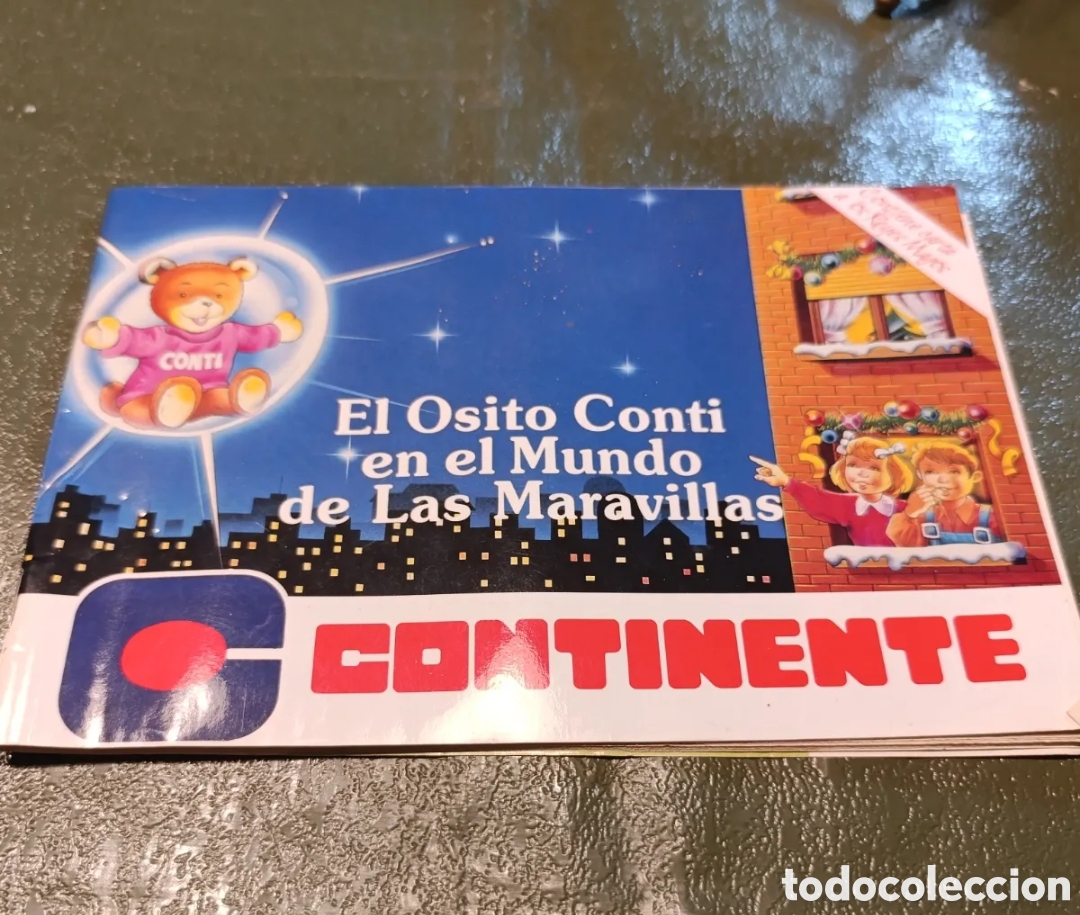 CONTI
El Osito Conti
en el Mundo
de Las Maravillas
CONTINENTE
todocoleccion